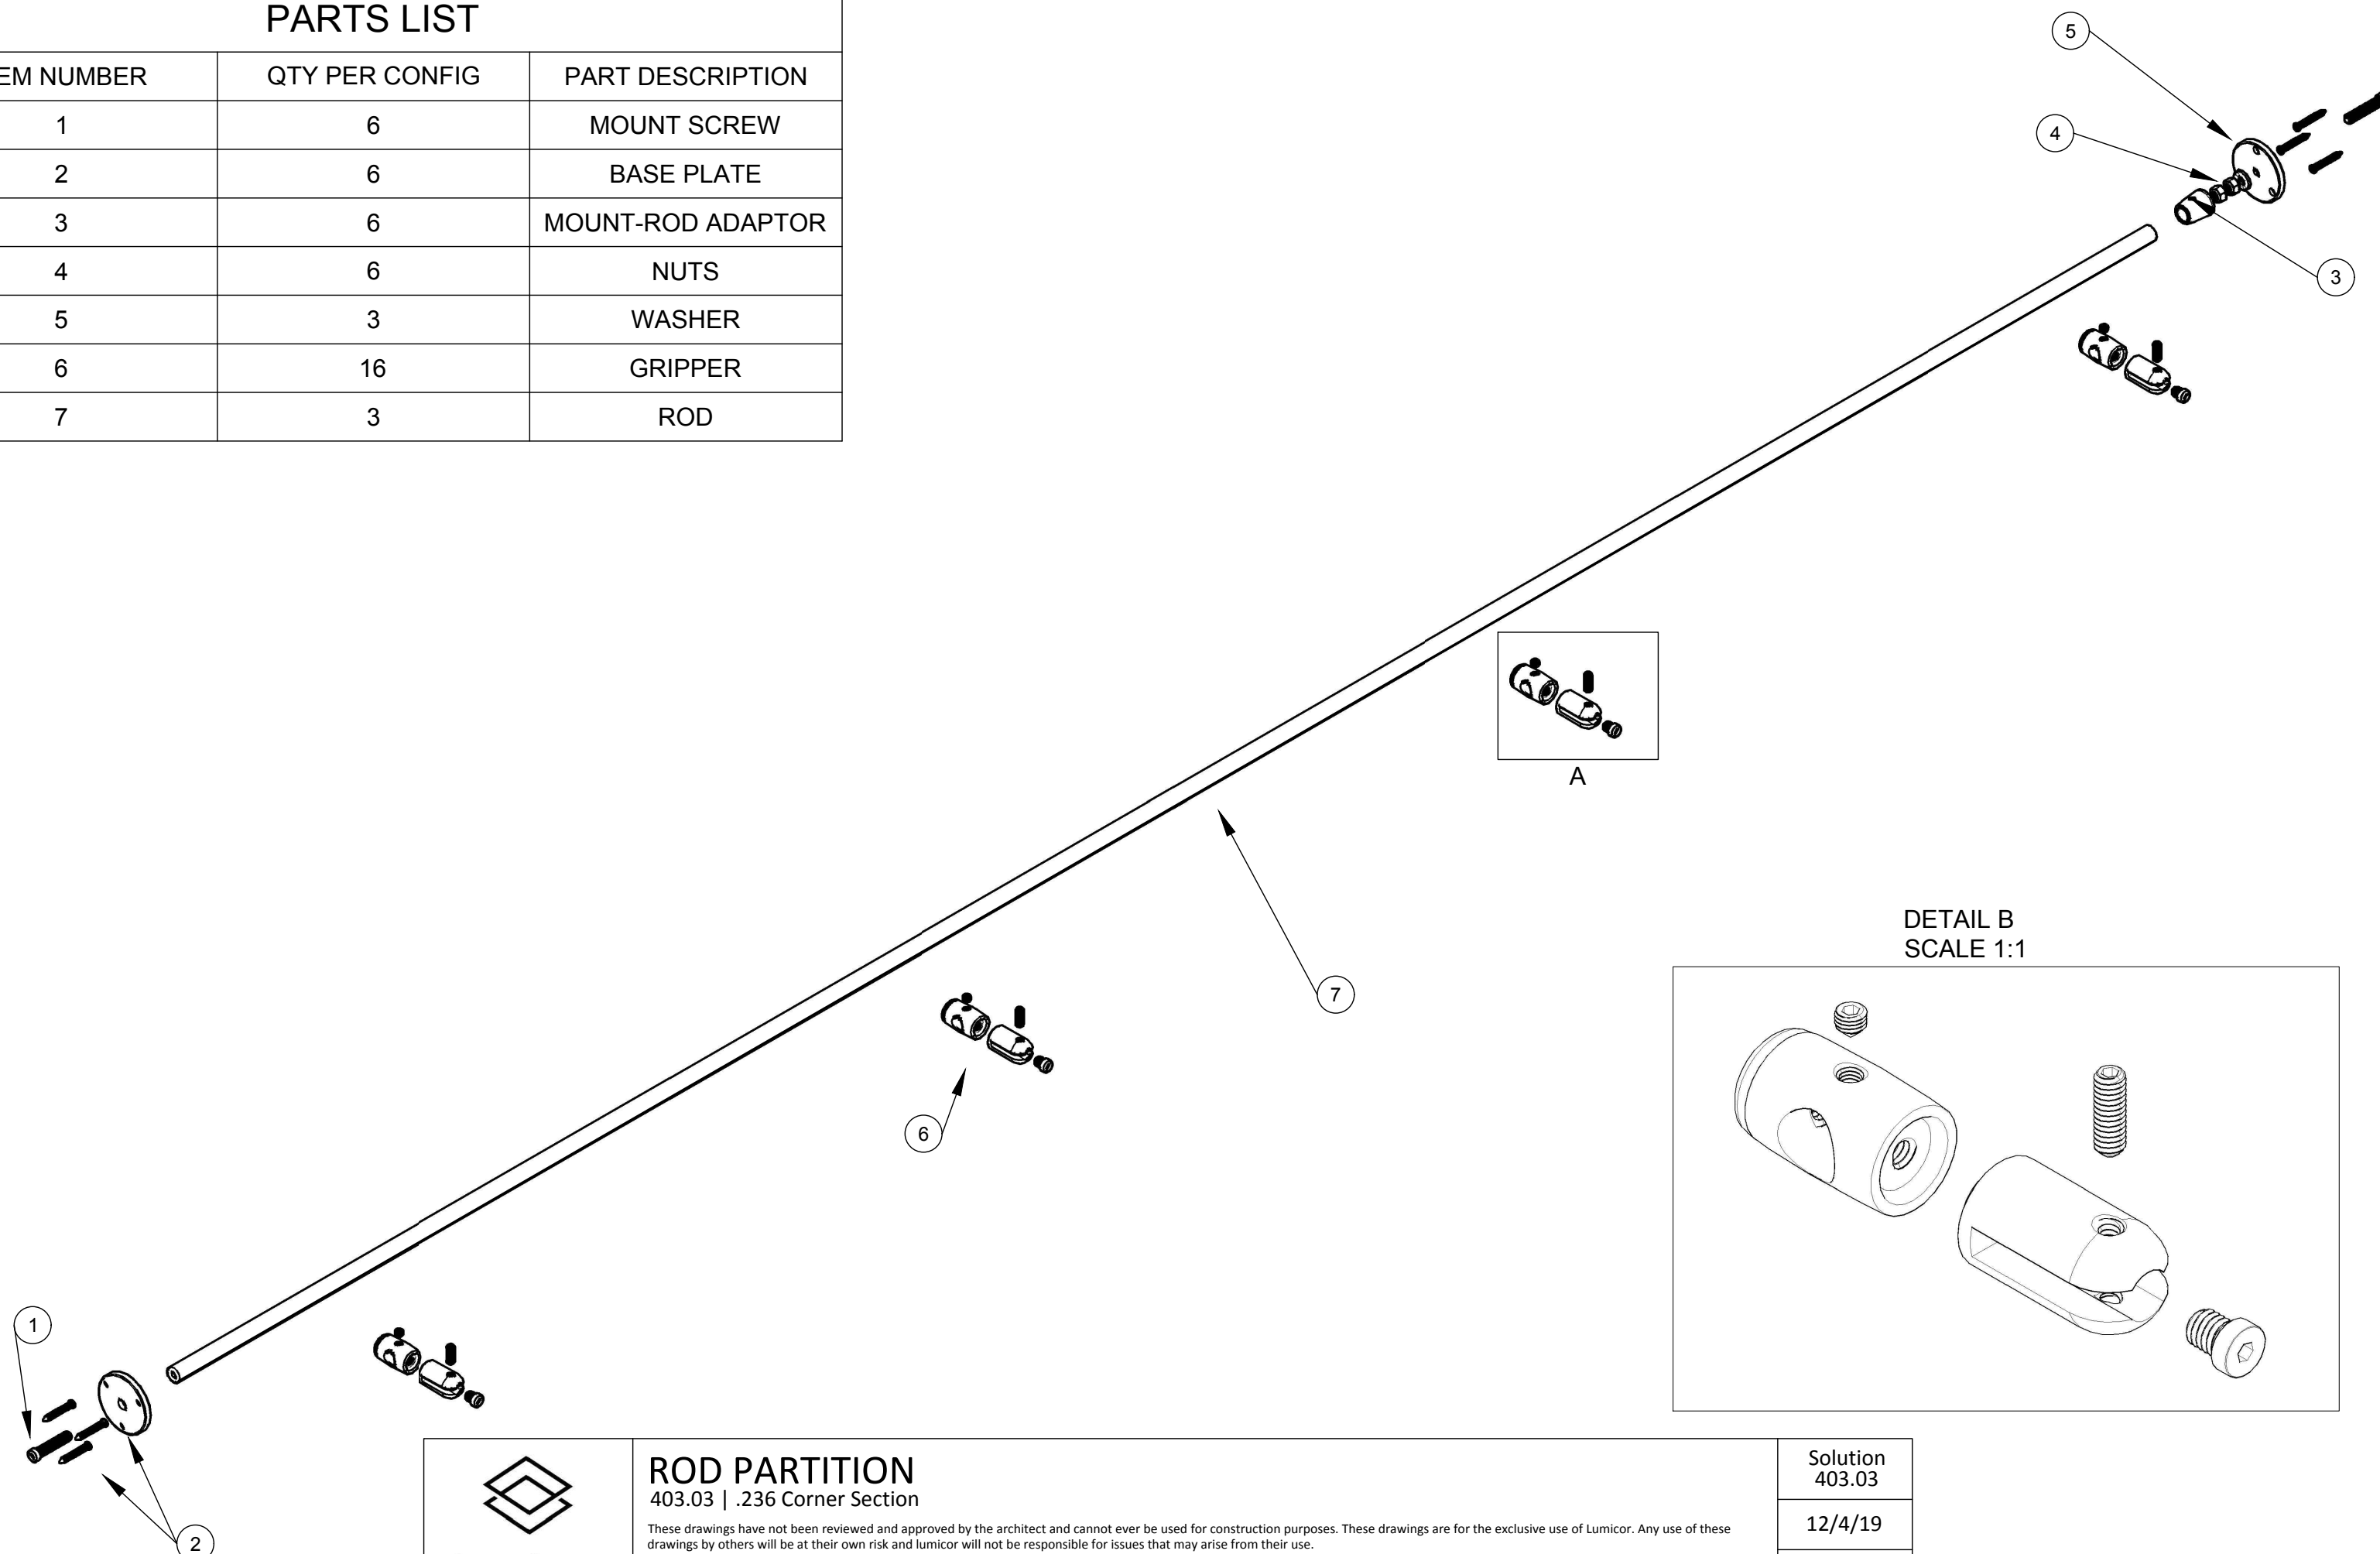 PARTS LIST
EM NUMBER QTY PER CONFIG PART DESCRIPTION
1 6 MOUNT SCREW
2 6 BASE PLATE
3 6 MOUNT-ROD ADAPTOR
4 6 NUTS
5 3 WASHER
6 16 GRIPPER
7 3 ROD
5
4
3
A
7
6
DETAIL B
SCALE 1:1
1
2
ROD PARTITION
403.03 | .236 Corner Section
These drawings have not been reviewed and approved by the architect and cannot ever be used for construction purposes. These drawings are for the exclusive use of Lumicor. Any use of these
drawings by others will be at their own risk and lumicor will not be responsible for issues that may arise from their use.
Solution
403.03
12/4/19